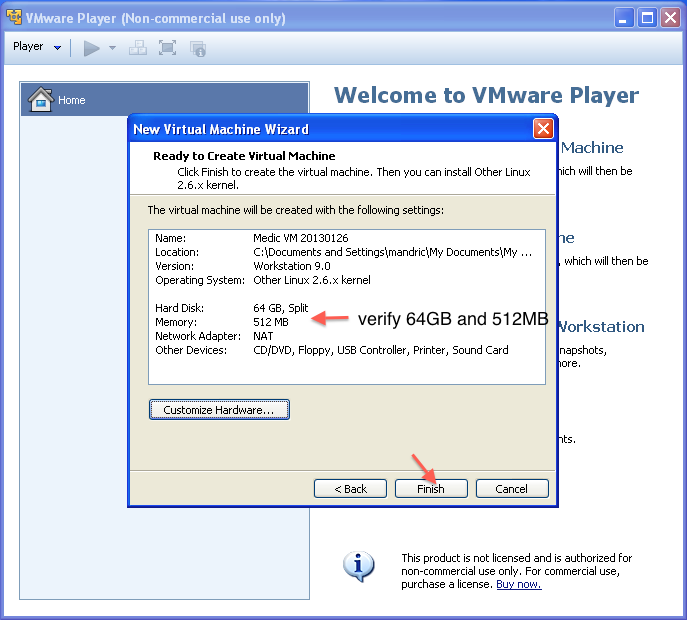 VMware Player (Non-commercial use only)
Player
Home
Welcome to VMware Player
Machine
hich will then be
ne
, which will then be
Workstation
napshots,
nore.
nts.
New Virtual Machine Wizard
Ready to Create Virtual Machine
Click Finish to create the virtual machine. Then you can install Other Linux
2.6.x kernel.
The virtual machine will be created with the following settings:
Name: Medic VM 20130126
Location: C:\Documents and Settings\mandric\My Documents\My ...
Version: Workstation 9.0
Operating System: Other Linux 2.6.x kernel
Hard Disk: 64 GB, Split
Memory: 512 MB
verify 64GB and 512MB
Network Adapter: NAT
Other Devices: CD/DVD, Floppy, USB Controller, Printer, Sound Card
Customize Hardware...
< Back
Finish
Cancel
This product is not licensed and is authorized for
non-commercial use only. For commercial use,
purchase a license. Buy now.